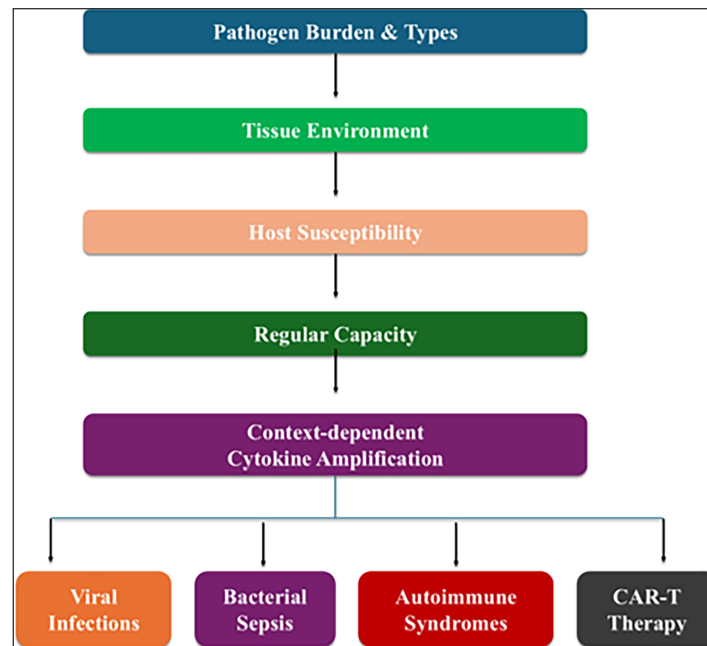 Pathogen Burden & Types
Tissue Environment
Host Susceptibility
Regular Capacity
Context-dependent
Cytokine Amplification
Viral
Infections
Bacterial
Sepsis
Autoimmune
Syndromes
CAR-T
Therapy